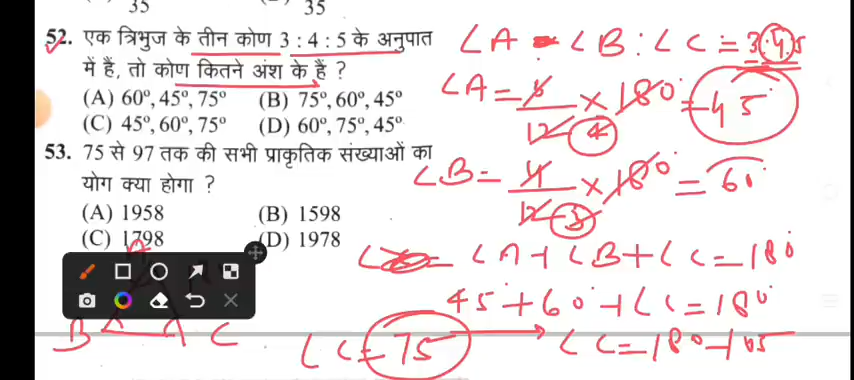 35
35
52. एक त्रिभुज के तीन कोण 3 : 4 : 5 के अनुपात
में हैं, तो कोण कितने अंश के हैं ?
(A) 60°, 45°, 75° (B) 75°, 60°, 45°
(C) 45°, 60°, 75° (D) 60°, 75°, 45°
53. 75 से 97 तक की सभी प्राकृतिक संख्याओं का
योग क्या होगा ?
(A) 1958 (B) 1598
(C) 1798 (D) 1978
A
B C
∠A ∠B : ∠C = 3:4:5
∠A = 3/12 × 180° = 45°
4
∠B = 4/12 × 180° = 60°
3
∠A + ∠B + ∠C = 180°
45° + 60° + ∠C = 180°
∠C = 75 → ∠C = 180 - 105